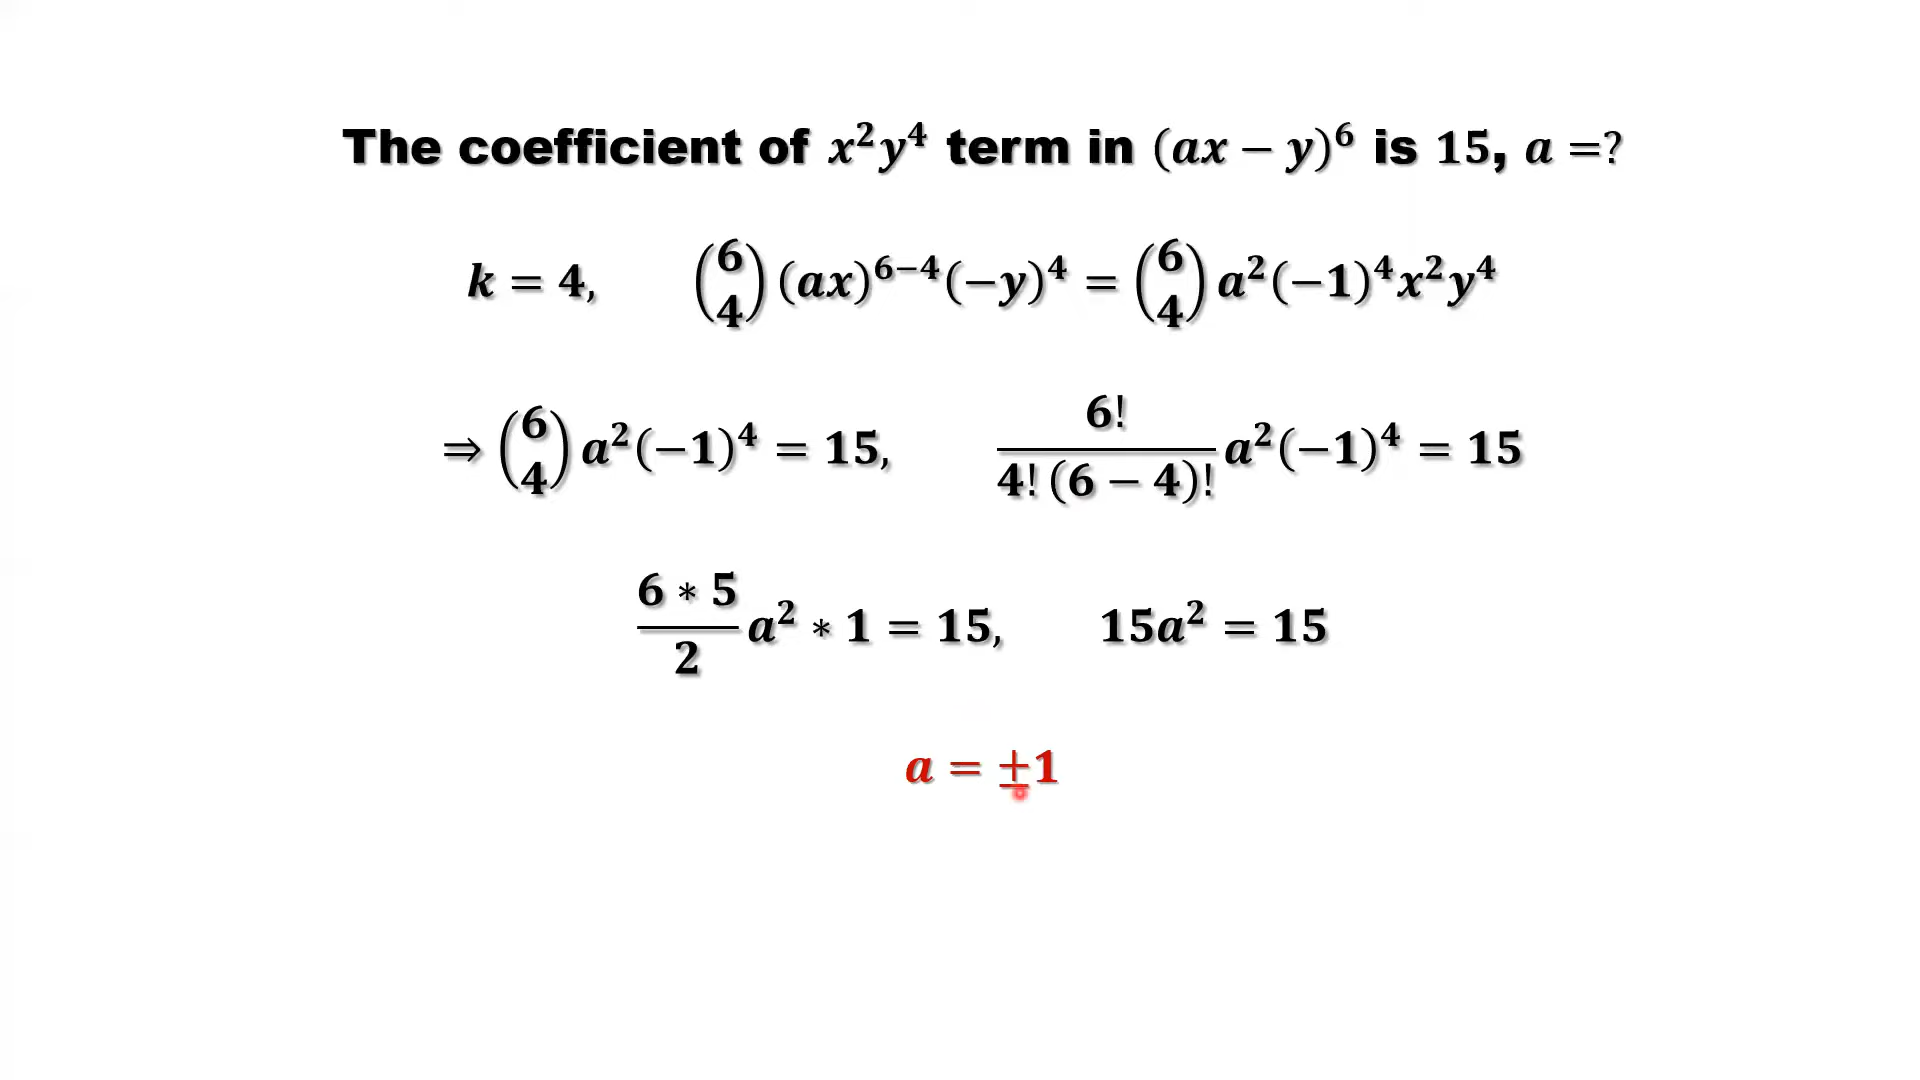 The coefficient of x²y⁴ term in (ax − y)⁶ is 15, a =?
k = 4, (6 4) (ax)⁶⁻⁴(−y)⁴ = (6 4) a²(−1)⁴x²y⁴
⇒ (6 4) a²(−1)⁴ = 15, 6!/4! (6 − 4)! a²(−1)⁴ = 15
6 * 5/2 a² * 1 = 15, 15a² = 15
a = ±1